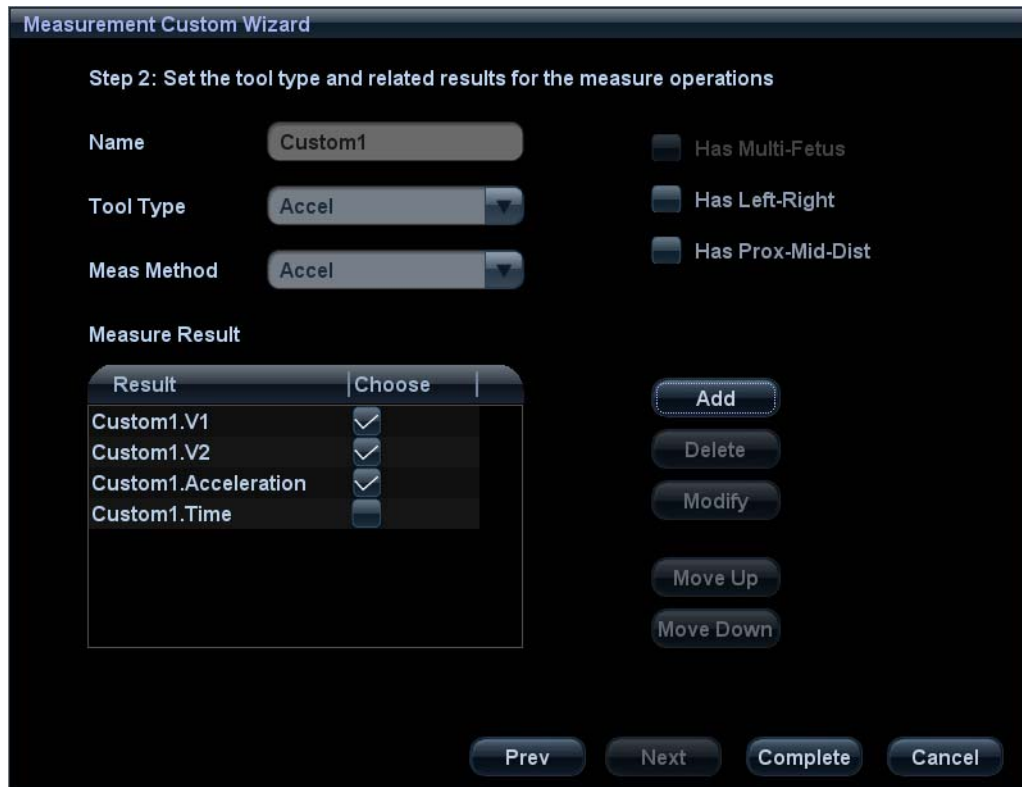 Measurement Custom Wizard
Step 2: Set the tool type and related results for the measure operations
Name Custom1 Has Multi-Fetus
Tool Type Accel Has Left-Right
Meas Method Accel Has Prox-Mid-Dist
Measure Result
Result Choose
Custom1.V1
Custom1.V2
Custom1.Acceleration
Custom1.Time
Add
Delete
Modify
Move Up
Move Down
Prev Next Complete Cancel